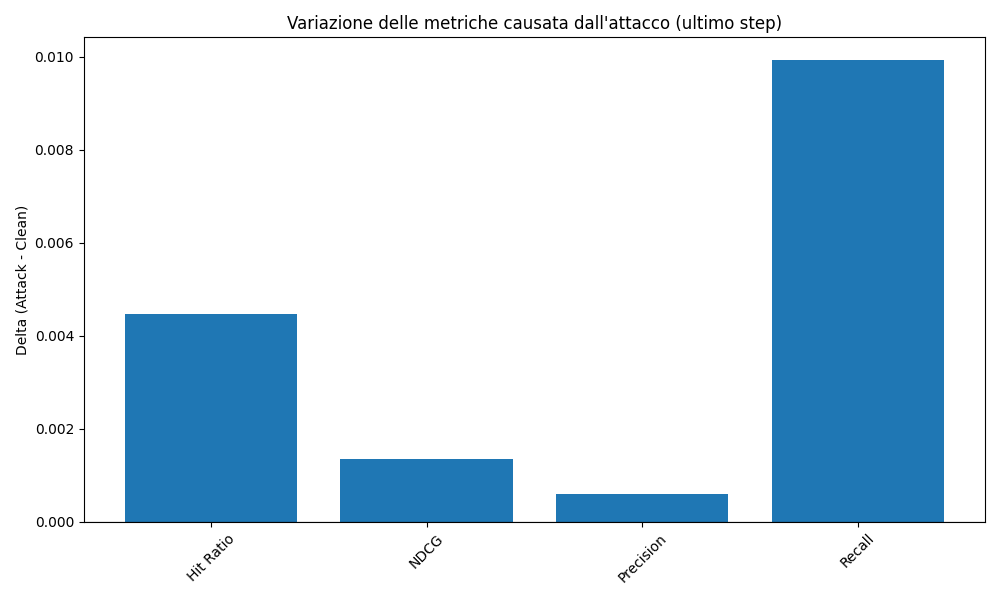 Variazione delle metriche causata dall'attacco (ultimo step)
Delta (Attack - Clean)
0.010
0.008
0.006
0.004
0.002
0.000
Hit Ratio
NDCG
Precision
Recall